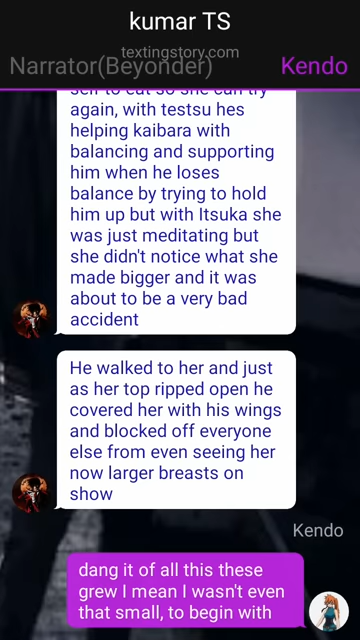 kumar TS
textingstory.com
Narrator(Beyonder)
Kendo
self to eat so she can try
again, with testsu hes
helping kaibara with
balancing and supporting
him when he loses
balance by trying to hold
him up but with Itsuka she
was just meditating but
she didn't notice what she
made bigger and it was
about to be a very bad
accident
He walked to her and just
as her top ripped open he
covered her with his wings
and blocked off everyone
else from even seeing her
now larger breasts on
show
Kendo
dang it of all this these
grew I mean I wasn't even
that small, to begin with